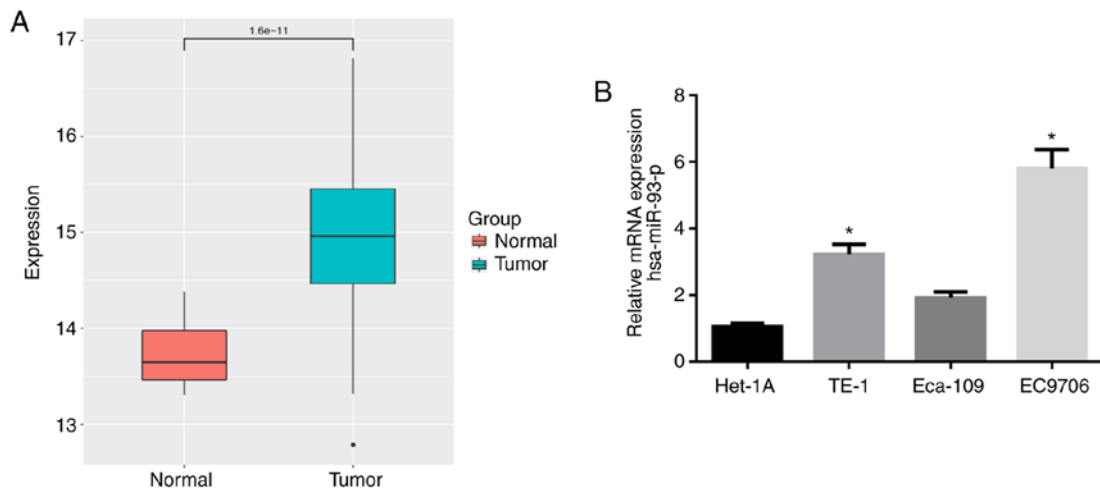 A
17
16
15
14
13
Expression
1.6e-11
Normal
Tumor
Group
Normal
Tumor
B
Relative mRNA expression
hsa-miR-93-p
8
6
4
2
0
*
*
Het-1A
TE-1
Eca-109
EC9706